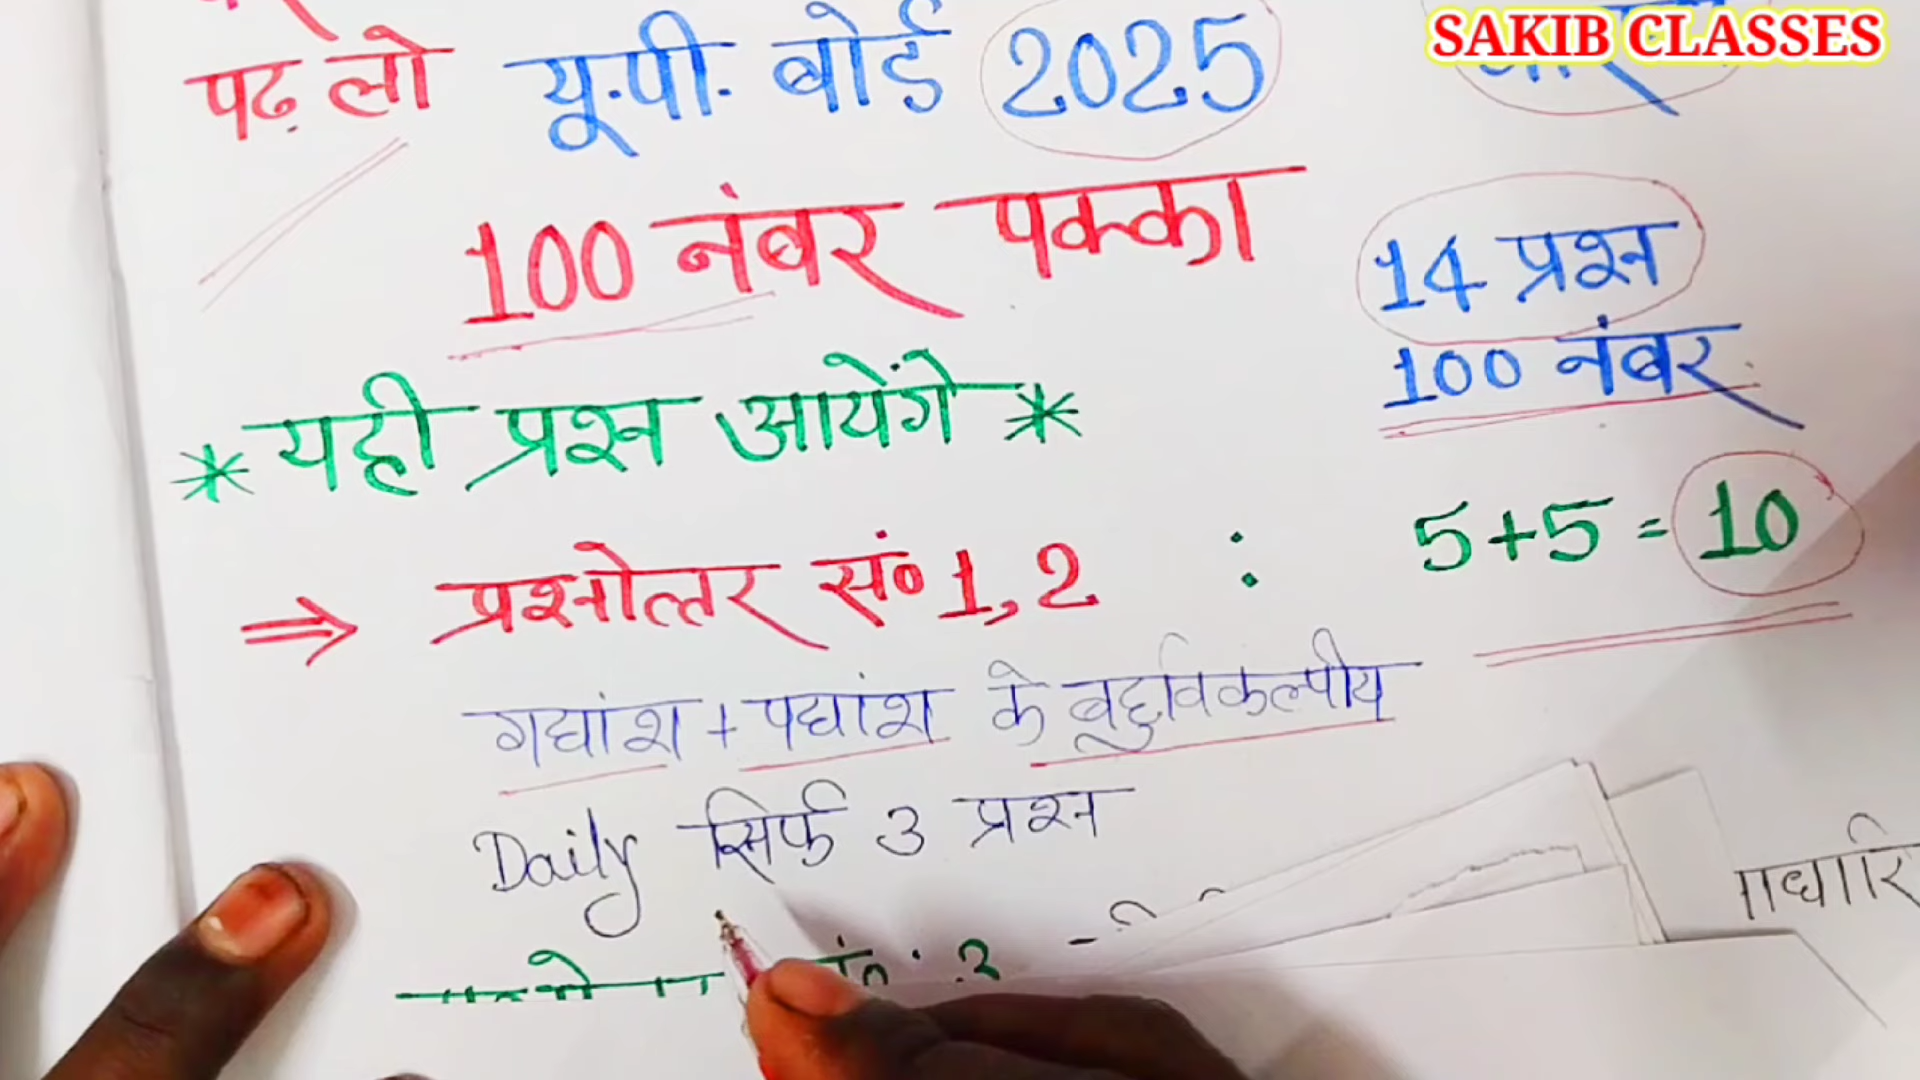 SAKIB CLASSES
पढ़ लो यू.पी. बोर्ड 2025
100 नंबर पक्का
14 प्रश्न
100 नंबर
* यही प्रश्न आयेंगे *
⇒ प्रश्नोत्तर सं० 1, 2 : 5+5 = 10
गद्यांश + पद्यांश के बहुविकल्पीय
Daily सिर्फ 3 प्रश्न